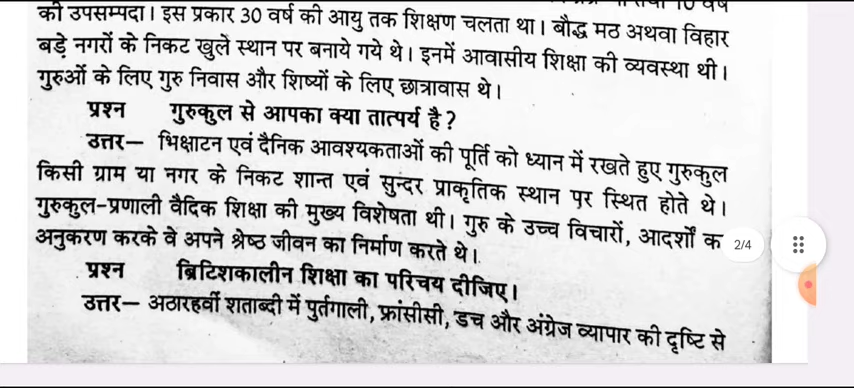 की उपसम्पदा। इस प्रकार 30 वर्ष की आयु तक शिक्षण चलता था। बौद्ध मठ अथवा विहार
बड़े नगरों के निकट खुले स्थान पर बनाये गये थे। इनमें आवासीय शिक्षा की व्यवस्था थी।
गुरुओं के लिए गुरु निवास और शिष्यों के लिए छात्रावास थे।
प्रश्न गुरुकुल से आपका क्या तात्पर्य है?
उत्तर— भिक्षाटन एवं दैनिक आवश्यकताओं की पूर्ति को ध्यान में रखते हुए गुरुकुल
किसी ग्राम या नगर के निकट शान्त एवं सुन्दर प्राकृतिक स्थान पर स्थित होते थे।
गुरुकुल-प्रणाली वैदिक शिक्षा की मुख्य विशेषता थी। गुरु के उच्च विचारों, आदर्शों
2/4
अनुकरण करके वे अपने श्रेष्ठ जीवन का निर्माण करते थे।
प्रश्न ब्रिटिशकालीन शिक्षा का परिचय दीजिए।
उत्तर— अठारहवीं शताब्दी में पुर्तगाली, फ्रांसीसी, डच और अंग्रेज व्यापार की दृष्टि से